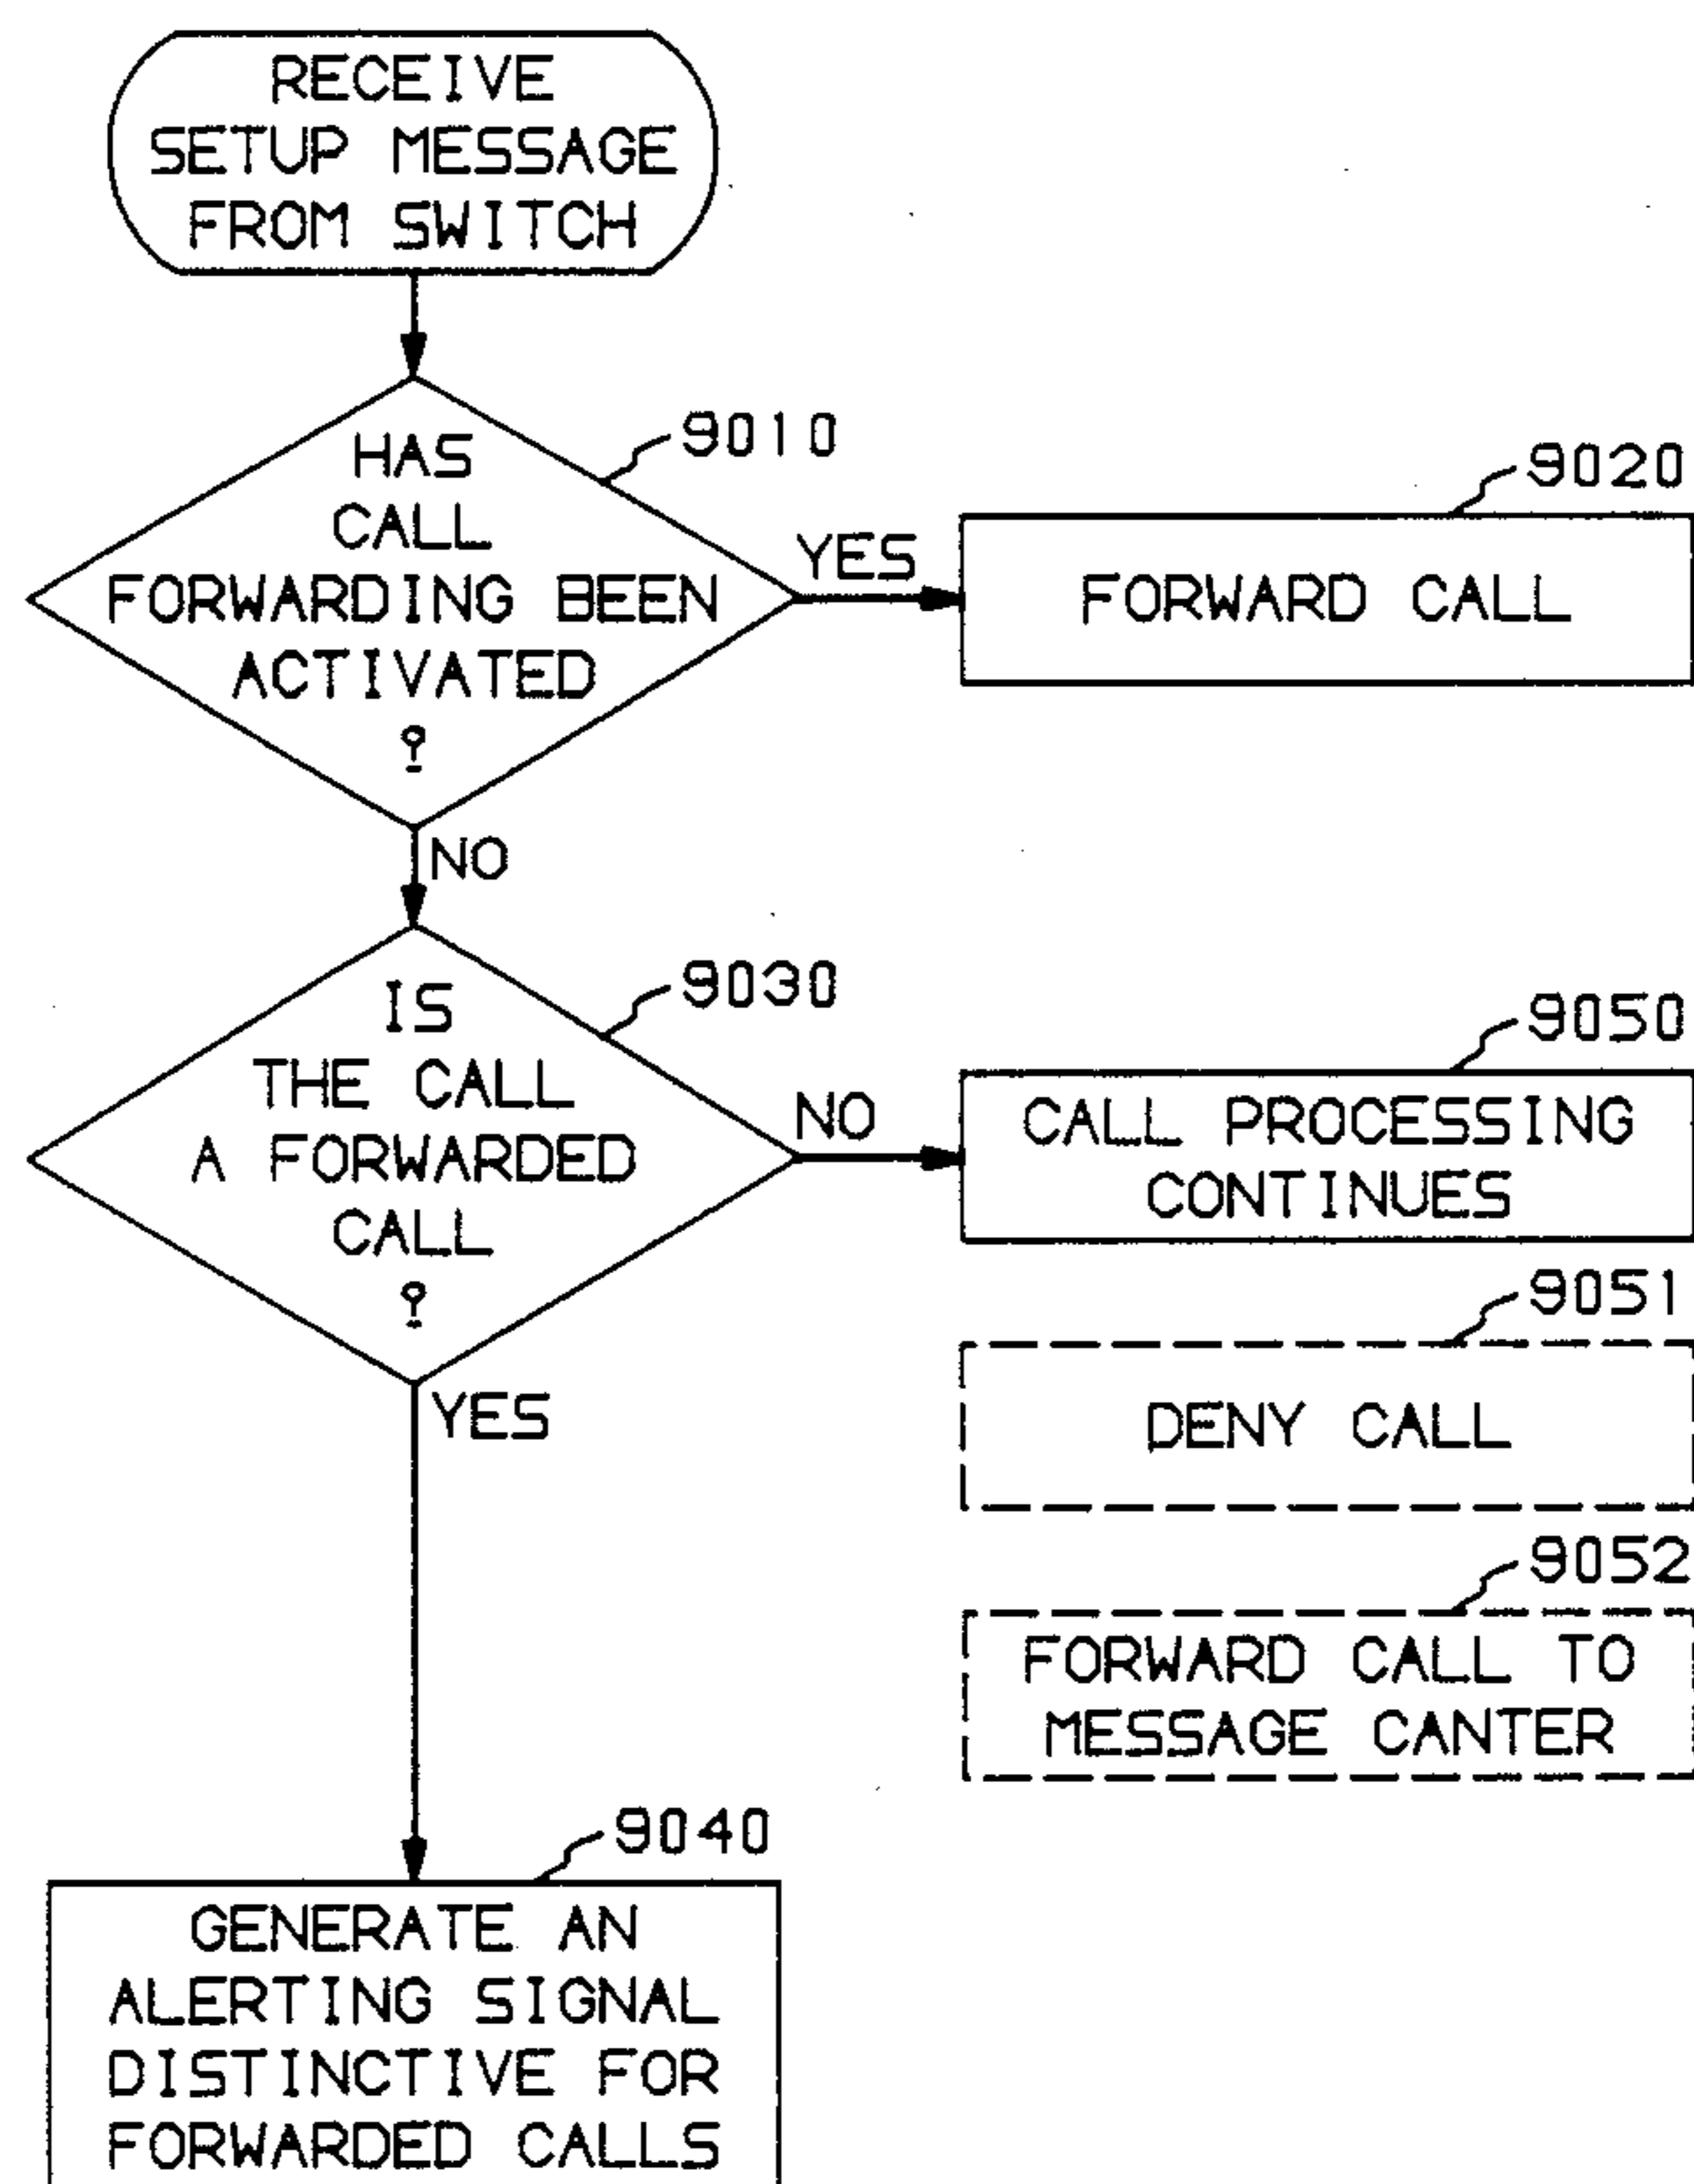 RECEIVE
SETUP MESSAGE
FROM SWITCH
HAS
CALL
FORWARDING BEEN
ACTIVATED
?
9010
YES
9020
FORWARD CALL
NO
IS
THE CALL
A FORWARDED
CALL
?
9030
NO
9050
CALL PROCESSING
CONTINUES
9051
DENY CALL
9052
FORWARD CALL TO
MESSAGE CANTER
YES
9040
GENERATE AN
ALERTING SIGNAL
DISTINCTIVE FOR
FORWARDED CALLS